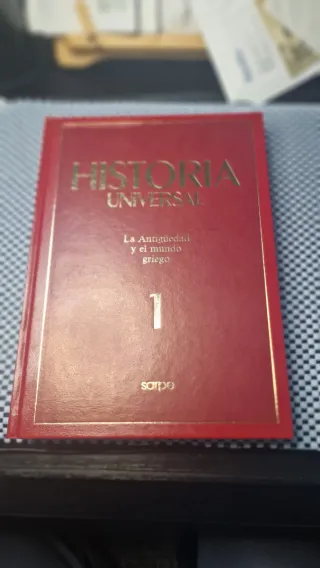 HISTORIA
UNIVERSAL
La Antigüedad
y el mundo
griego
1
sarpe